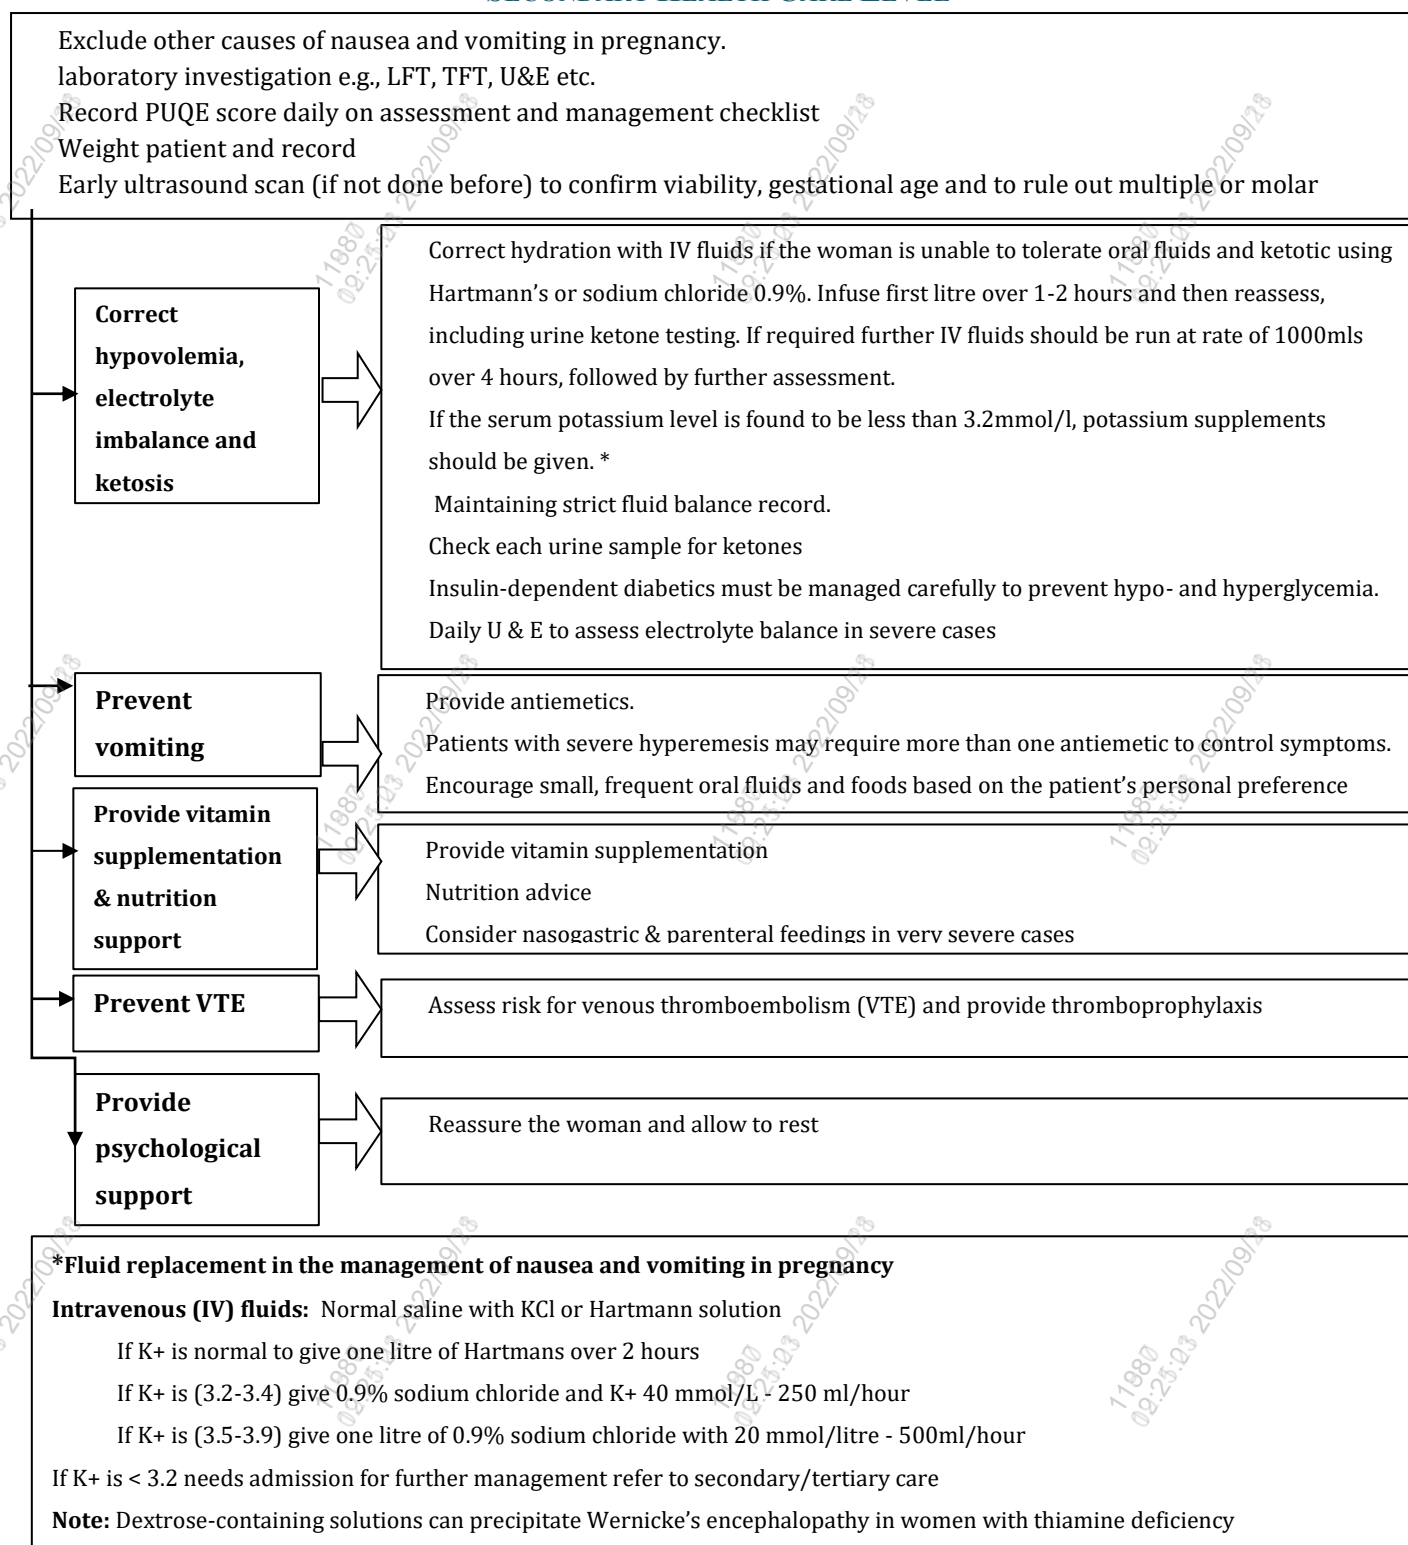 SECONDARY HEALTH CARE LEVEL
Exclude other causes of nausea and vomiting in pregnancy.
laboratory investigation e.g., LFT, TFT, U&E etc.
Record PUQE score daily on assessment and management checklist
Weight patient and record
Early ultrasound scan (if not done before) to confirm viability, gestational age and to rule out multiple or molar
Correct
hypovolemia,
electrolyte
imbalance and
ketosis
Correct hydration with IV fluids if the woman is unable to tolerate oral fluids and ketotic using
Hartmann's or sodium chloride 0.9%. Infuse first litre over 1-2 hours and then reassess,
including urine ketone testing. If required further IV fluids should be run at rate of 1000mls
over 4 hours, followed by further assessment.
If the serum potassium level is found to be less than 3.2mmol/l, potassium supplements
should be given. *
Maintaining strict fluid balance record.
Check each urine sample for ketones
Insulin-dependent diabetics must be managed carefully to prevent hypo- and hyperglycemia.
Daily U & E to assess electrolyte balance in severe cases
Prevent
vomiting
Provide antiemetics.
Patients with severe hyperemesis may require more than one antiemetic to control symptoms.
Encourage small, frequent oral fluids and foods based on the patient's personal preference
Provide vitamin
supplementation
& nutrition
support
Provide vitamin supplementation
Nutrition advice
Consider nasogastric & parenteral feedings in very severe cases
Prevent VTE
Assess risk for venous thromboembolism (VTE) and provide thromboprophylaxis
Provide
psychological
support
Reassure the woman and allow to rest
*Fluid replacement in the management of nausea and vomiting in pregnancy
Intravenous (IV) fluids: Normal saline with KCl or Hartmann solution
If K+ is normal to give one litre of Hartmans over 2 hours
If K+ is (3.2-3.4) give 0.9% sodium chloride and K+ 40 mmol/L - 250 ml/hour
If K+ is (3.5-3.9) give one litre of 0.9% sodium chloride with 20 mmol/litre - 500ml/hour
If K+ is < 3.2 needs admission for further management refer to secondary/tertiary care
Note: Dextrose-containing solutions can precipitate Wernicke's encephalopathy in women with thiamine deficiency